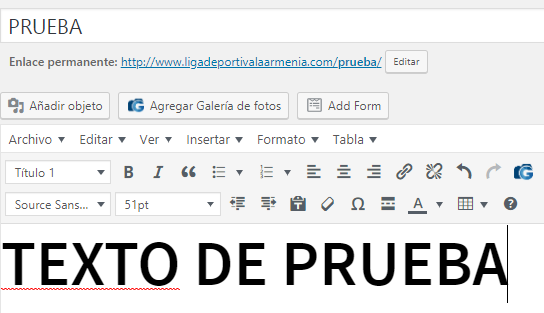 PRUEBA
Enlace permanente: http://www.ligadeportivalaarmenia.com/prueba/ Editar
Añadir objeto Agregar Galería de fotos Add Form
Archivo Editar Ver Insertar Formato Tabla
Título 1 B I
Source Sans... 51pt A
TEXTO DE PRUEBA